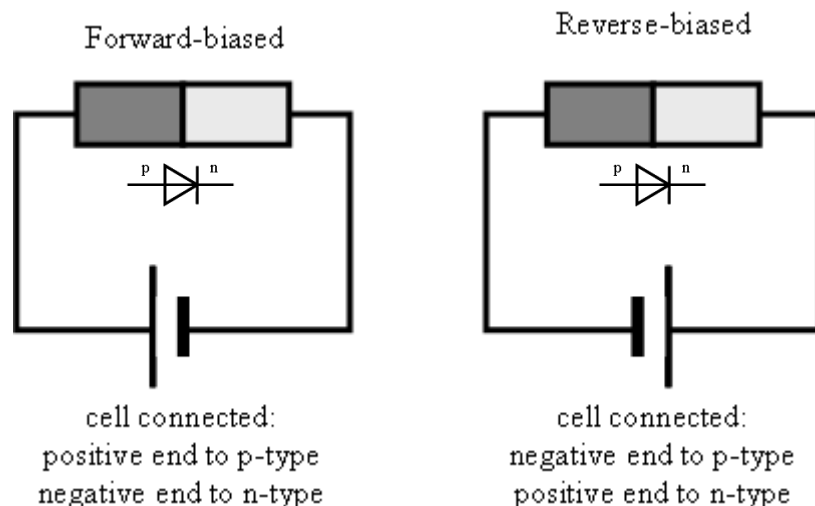 Forward-biased
p n
cell connected:
positive end to p-type
negative end to n-type
Reverse-biased
p n
cell connected:
negative end to p-type
positive end to n-type